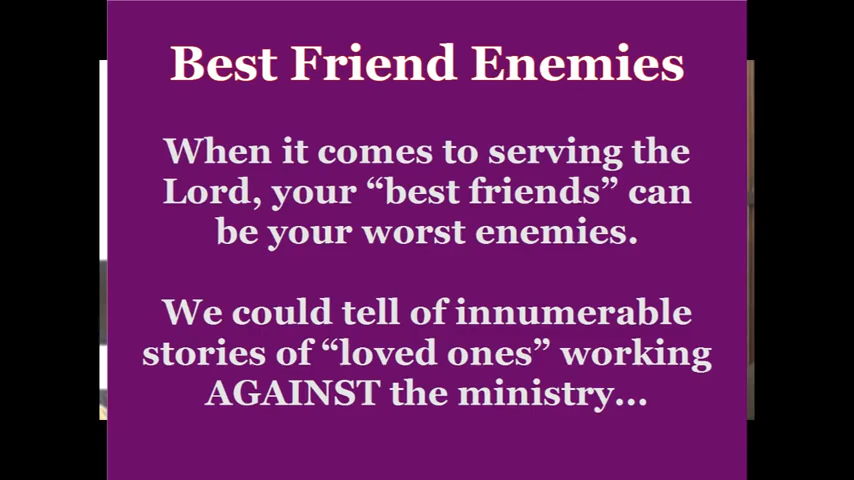 Best Friend Enemies
When it comes to serving the
Lord, your “best friends” can
be your worst enemies.
We could tell of innumerable
stories of “loved ones” working
AGAINST the ministry...